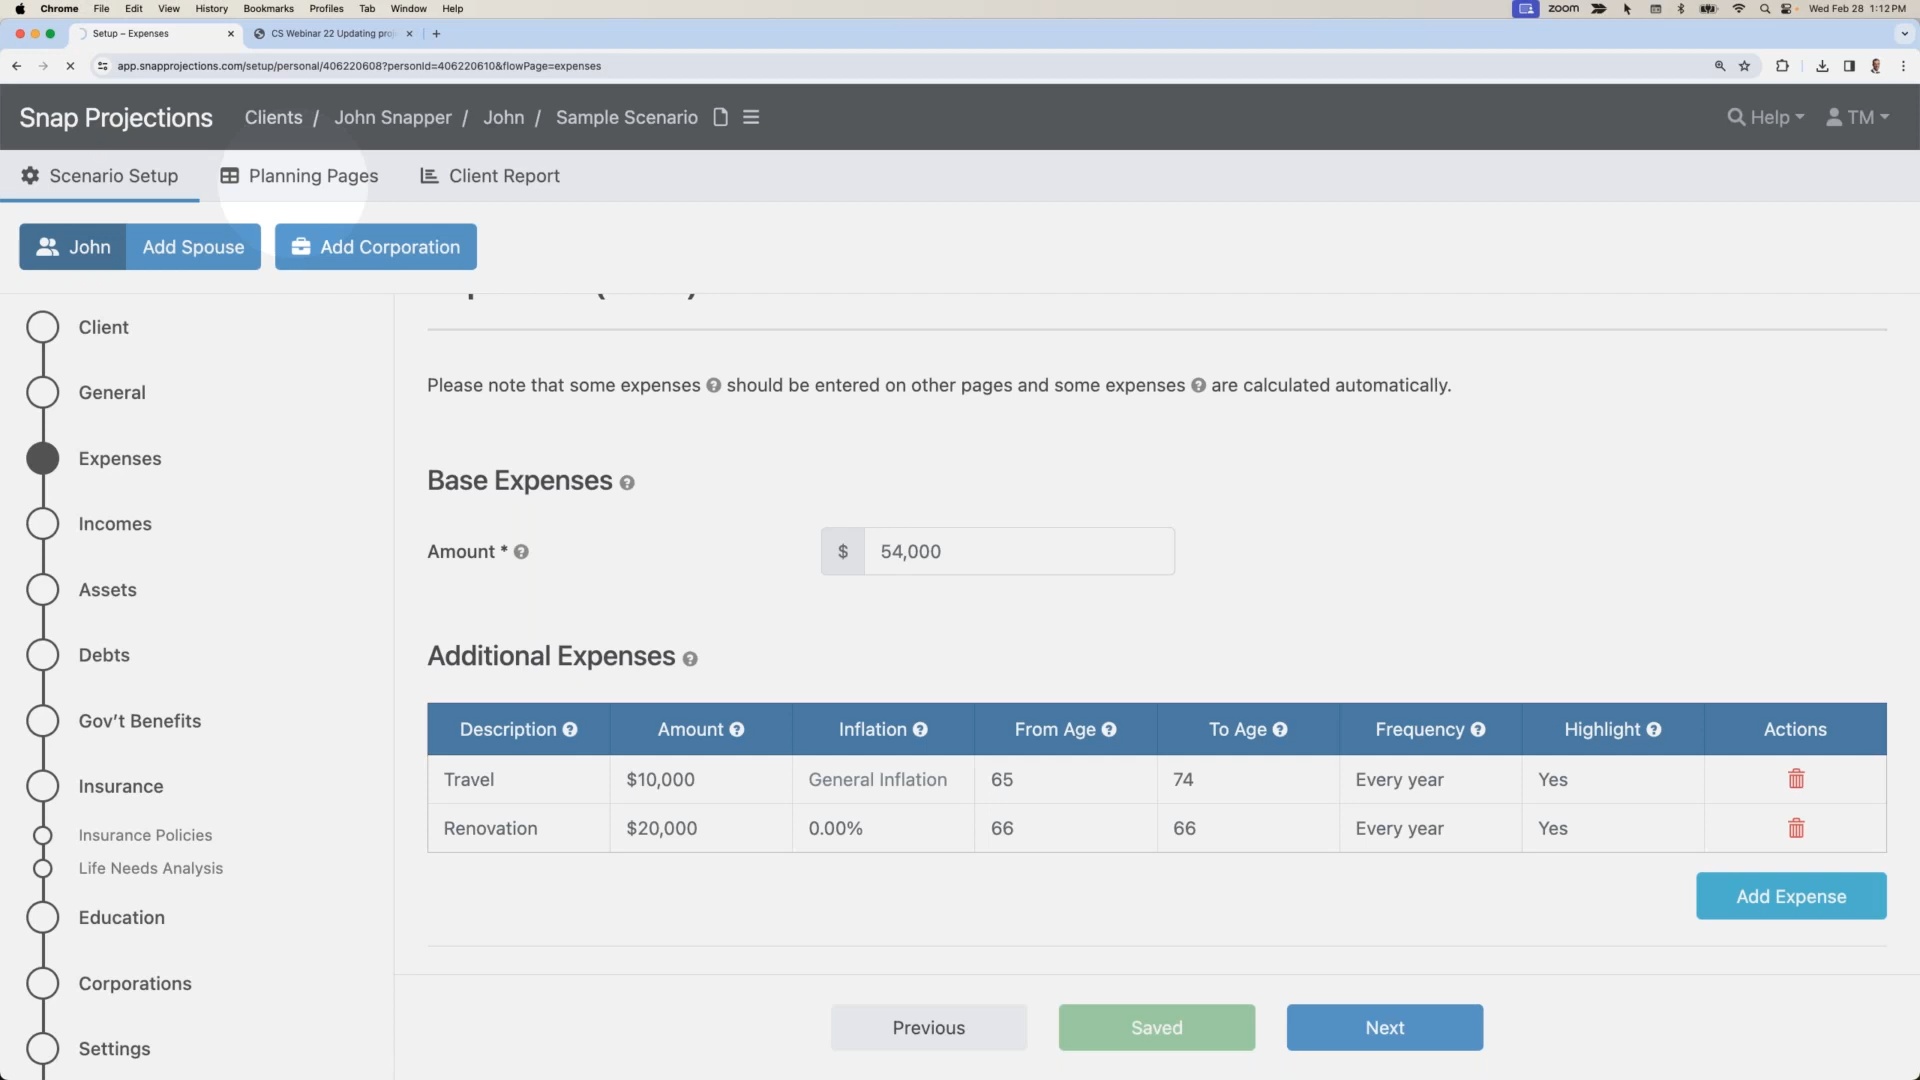 Chrome File Edit View History Bookmarks Profiles Tab Window Help zoom Wed Feb 28 1:12 PM
Setup – Expenses CS Webinar 22 Updating proj
app.snapprojections.com/setup/personal/406220608?personId=406220610&flowPage=expenses
Snap Projections Clients / John Snapper / John / Sample Scenario Help TM
Scenario Setup Planning Pages Client Report
John Add Spouse Add Corporation
Client
General
Expenses
Incomes
Assets
Debts
Gov't Benefits
Insurance
Insurance Policies
Life Needs Analysis
Education
Corporations
Settings
Please note that some expenses should be entered on other pages and some expenses are calculated automatically.
Base Expenses
Amount * $ 54,000
Additional Expenses
Description Amount Inflation From Age To Age Frequency Highlight Actions
Travel $10,000 General Inflation 65 74 Every year Yes
Renovation $20,000 0.00% 66 66 Every year Yes
Add Expense
Previous Saved Next